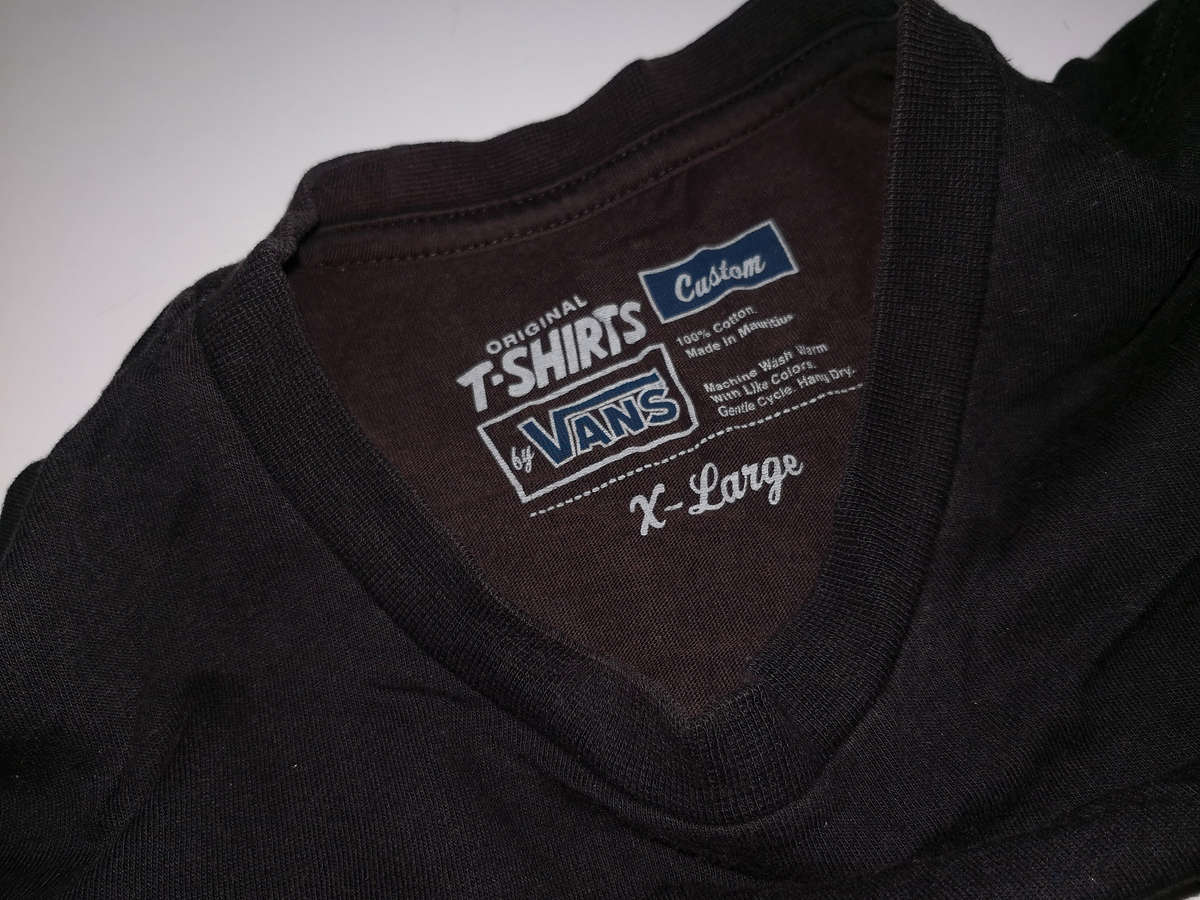 ORIGINAL
T-SHIRTS
by VANS
Custom
100% Cotton
Made in Mauritius
Machine Wash Warm
With Like Colors.
Gentle Cycle. Hang Dry.
X-Large